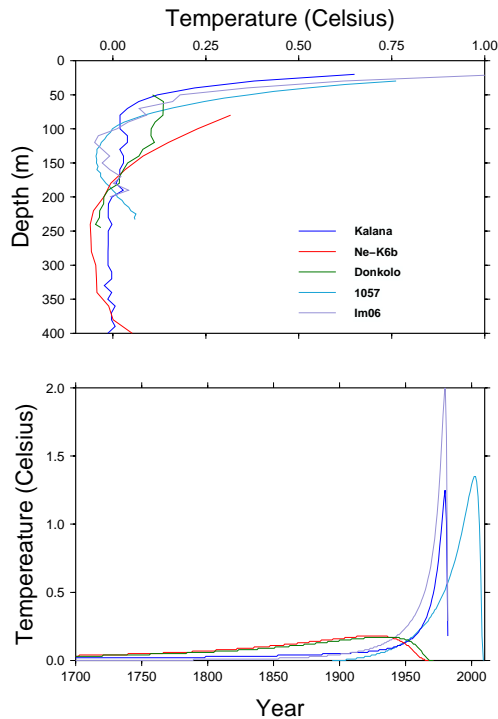 Temperature (Celsius)
0.00 0.25 0.50 0.75 1.00
0
50
100
150
200
250
300
350
400
Depth (m)
Kalana
Ne−K6b
Donkolo
1057
Im06
2.0
1.5
1.0
0.5
0.0
Tempereature (Celsius)
1700 1750 1800 1850 1900 1950 2000
Year